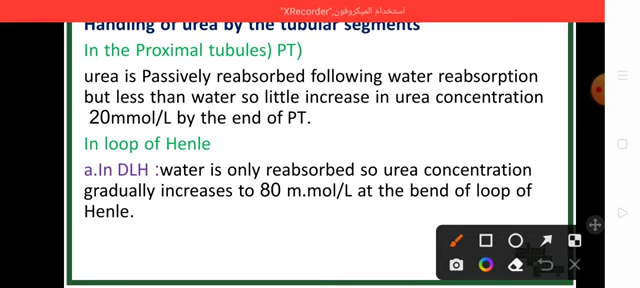 استخدام الميكروفون,"XRecorder"
Handling of urea by the tubular segments
In the Proximal tubules) PT)
urea is Passively reabsorbed following water reabsorption
but less than water so little increase in urea concentration
20mmol/L by the end of PT.
In loop of Henle
a.In DLH :water is only reabsorbed so urea concentration
gradually increases to 80 m.mol/L at the bend of loop of
Henle.